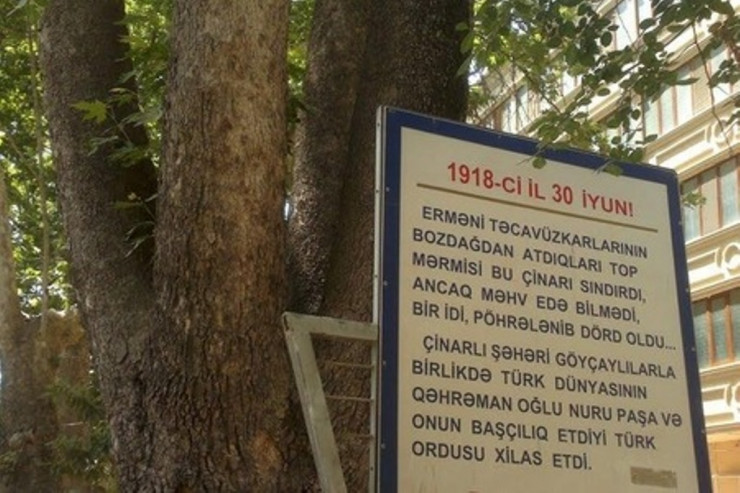 1918-Cİ İL 30 İYUN!
ERMƏNİ TƏCAVÜZKARLARININ
BOZDAĞDAN ATDIQLARI TOP
MƏRMİSİ BU ÇİNARI SINDIRDI,
ANCAQ MƏHV EDƏ BİLMƏDİ,
BİR İDİ, PÖHRƏLƏNİB DÖRD OLDU...
ÇİNARLI ŞƏHƏRİ GÖYÇAYLILARLA
BİRLİKDƏ TÜRK DÜNYASININ
QƏHRƏMAN OĞLU NURU PAŞA VƏ
ONUN BAŞÇILIQ ETDİYİ TÜRK
ORDUSU XİLAS ETDİ.